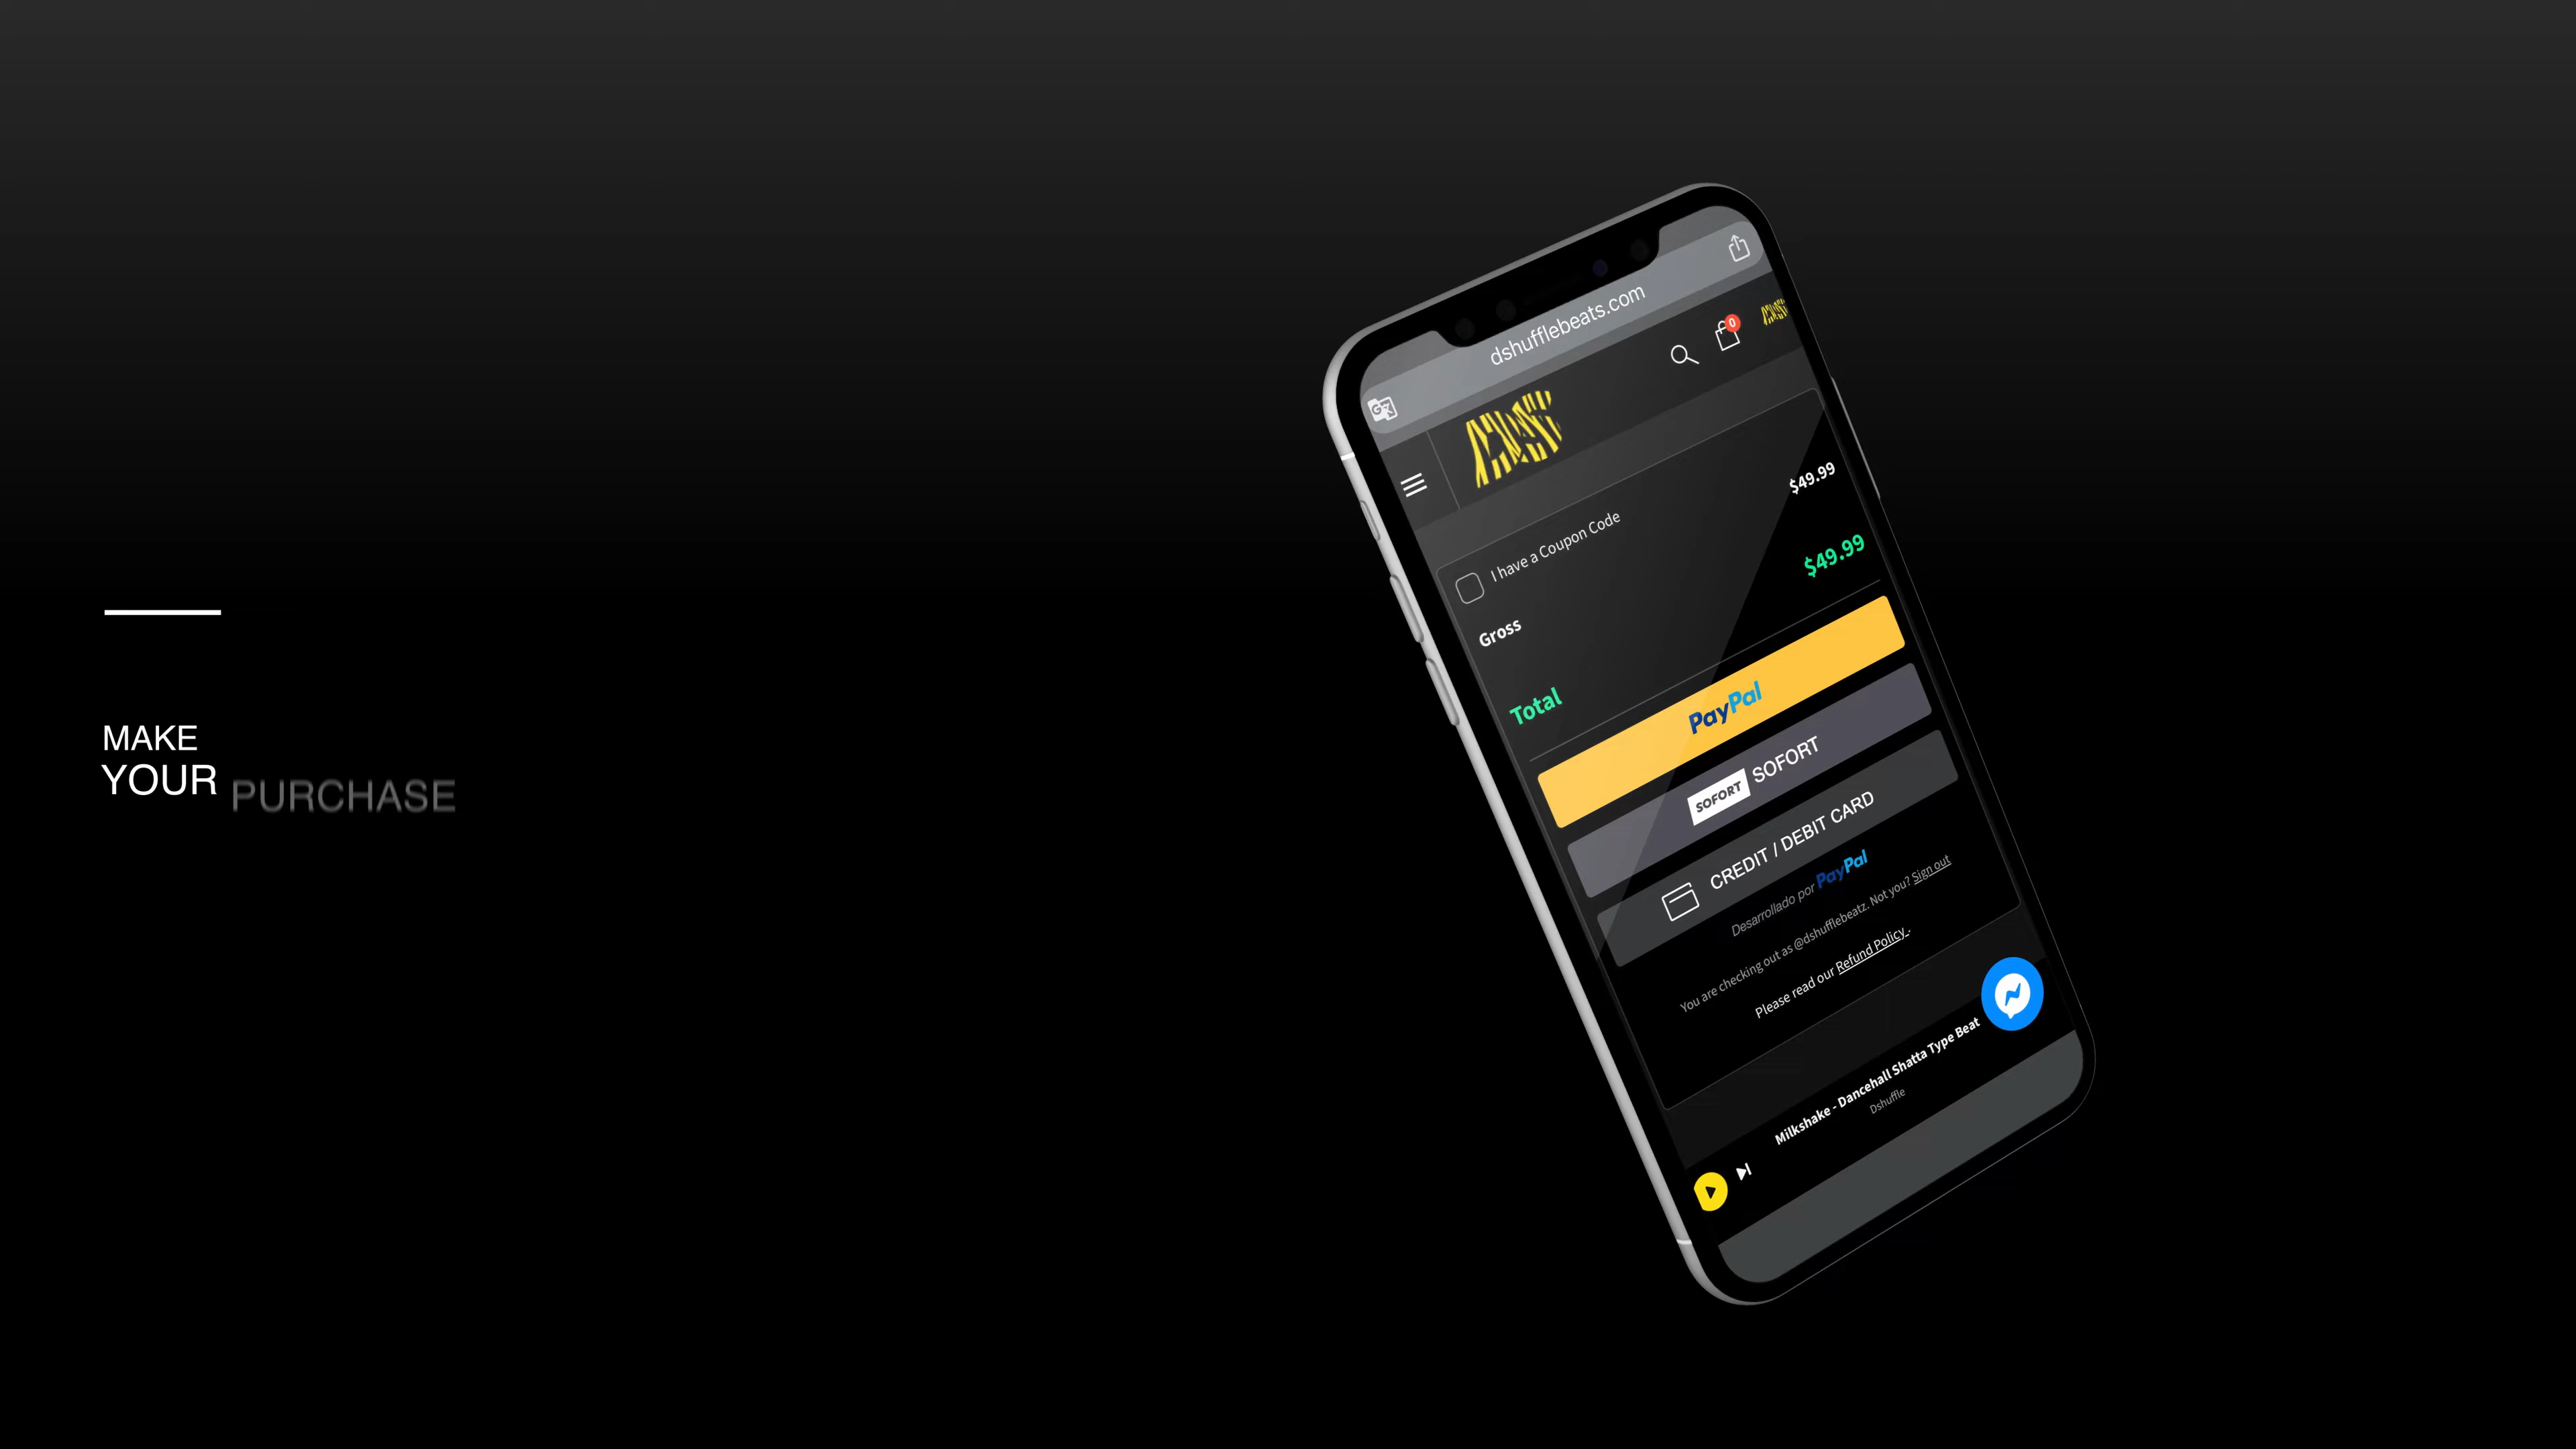 MAKE
YOUR PURCHASE
dshufflebeats.com
0
DS
I have a Coupon Code
Gross $49.99
Total $49.99
PayPal
SOFORT SOFORT
CREDIT / DEBIT CARD
Desarrollado por PayPal
You are checking out as @dshufflebeatz. Not you? Sign out
Please read our Refund Policy .
Milkshake - Dancehall Shatta Type Beat
Dshuffle